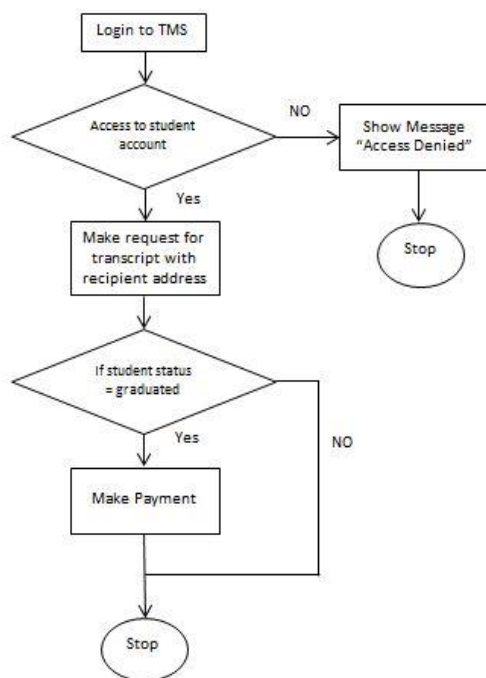 Login to TMS
Access to student
account
NO
Show Message
“Access Denied”
Yes
Stop
Make request for
transcript with
recipient address
If student status
= graduated
Yes
NO
Make Payment
Stop